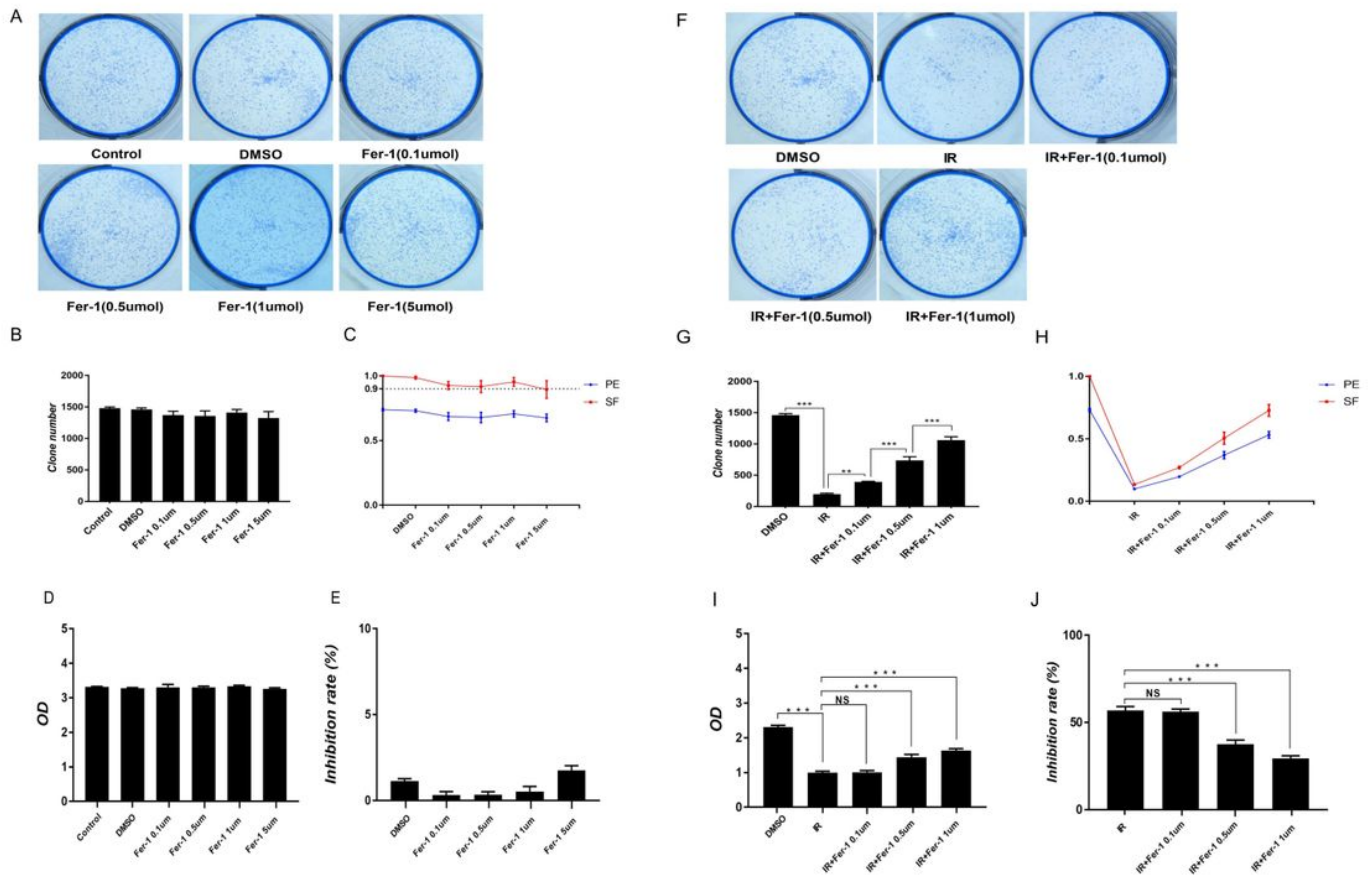 A
Control
DMSO
Fer-1(0.1umol)
Fer-1(0.5umol)
Fer-1(1umol)
Fer-1(5umol)
B
Clone number
2000
1500
1000
500
0
Control
DMSO
Fer-1 0.1um
Fer-1 0.5um
Fer-1 1um
Fer-1 5um
C
1.0
0.9
0.5
0.0
PE
SF
DMSO
Fer-1 0.1um
Fer-1 0.5um
Fer-1 1um
Fer-1 5um
D
OD
5
4
3
2
1
0
Control
DMSO
Fer-1 0.1um
Fer-1 0.5um
Fer-1 1um
Fer-1 5um
E
Inhibition rate (%)
10
5
0
DMSO
Fer-1 0.1um
Fer-1 0.5um
Fer-1 1um
Fer-1 5um
F
DMSO
IR
IR+Fer-1(0.1umol)
IR+Fer-1(0.5umol)
IR+Fer-1(1umol)
G
Clone number
2000
1500
1000
500
0
***
**
***
***
DMSO
IR
IR+Fer-1 0.1um
IR+Fer-1 0.5um
IR+Fer-1 1um
H
1.0
0.5
0.0
PE
SF
IR
IR+Fer-1 0.1um
IR+Fer-1 0.5um
IR+Fer-1 1um
I
OD
5
4
3
2
1
0
***
***
NS
***
DMSO
IR
IR+Fer-1 0.1um
IR+Fer-1 0.5um
IR+Fer-1 1um
J
Inhibition rate (%)
100
50
0
***
***
NS
IR
IR+Fer-1 0.1um
IR+Fer-1 0.5um
IR+Fer-1 1um